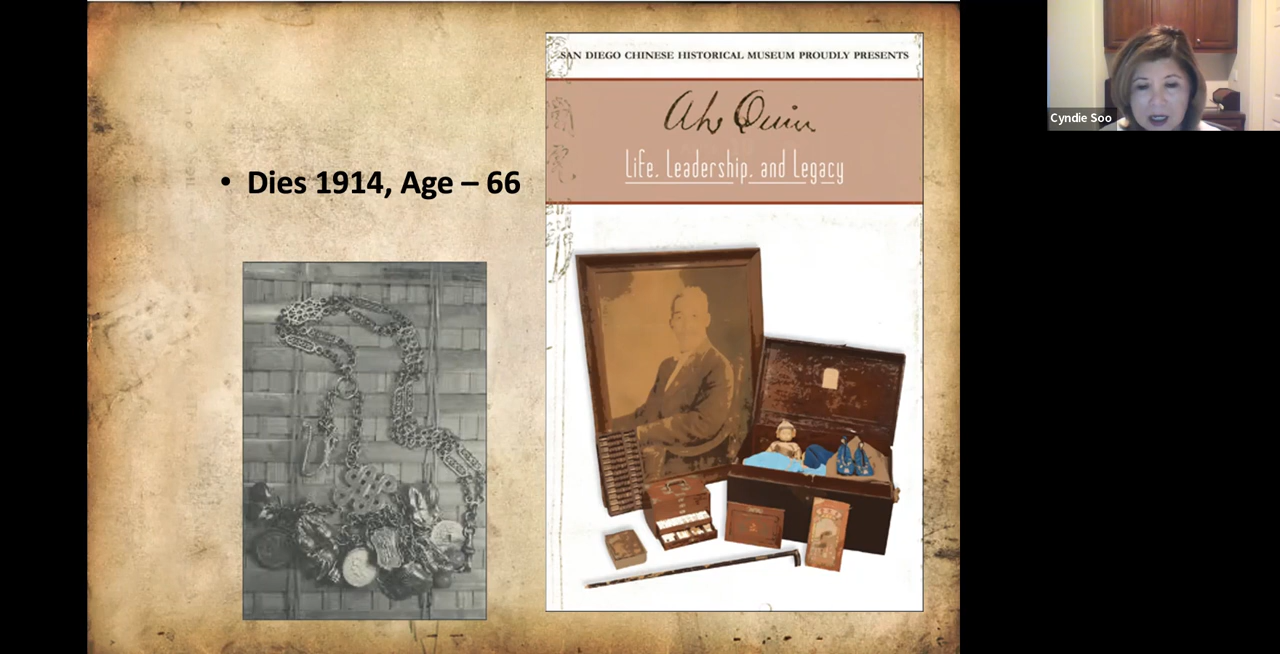 • Dies 1914, Age – 66
SAN DIEGO CHINESE HISTORICAL MUSEUM PROUDLY PRESENTS
Ah Quin
Life, Leadership, and Legacy
Cyndie Soo